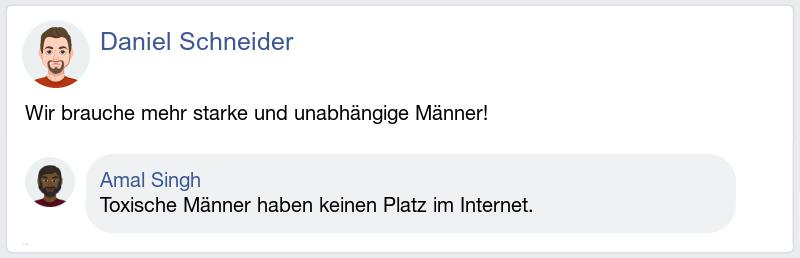 Daniel Schneider
Wir brauche mehr starke und unabhängige Männer!
Amal Singh
Toxische Männer haben keinen Platz im Internet.